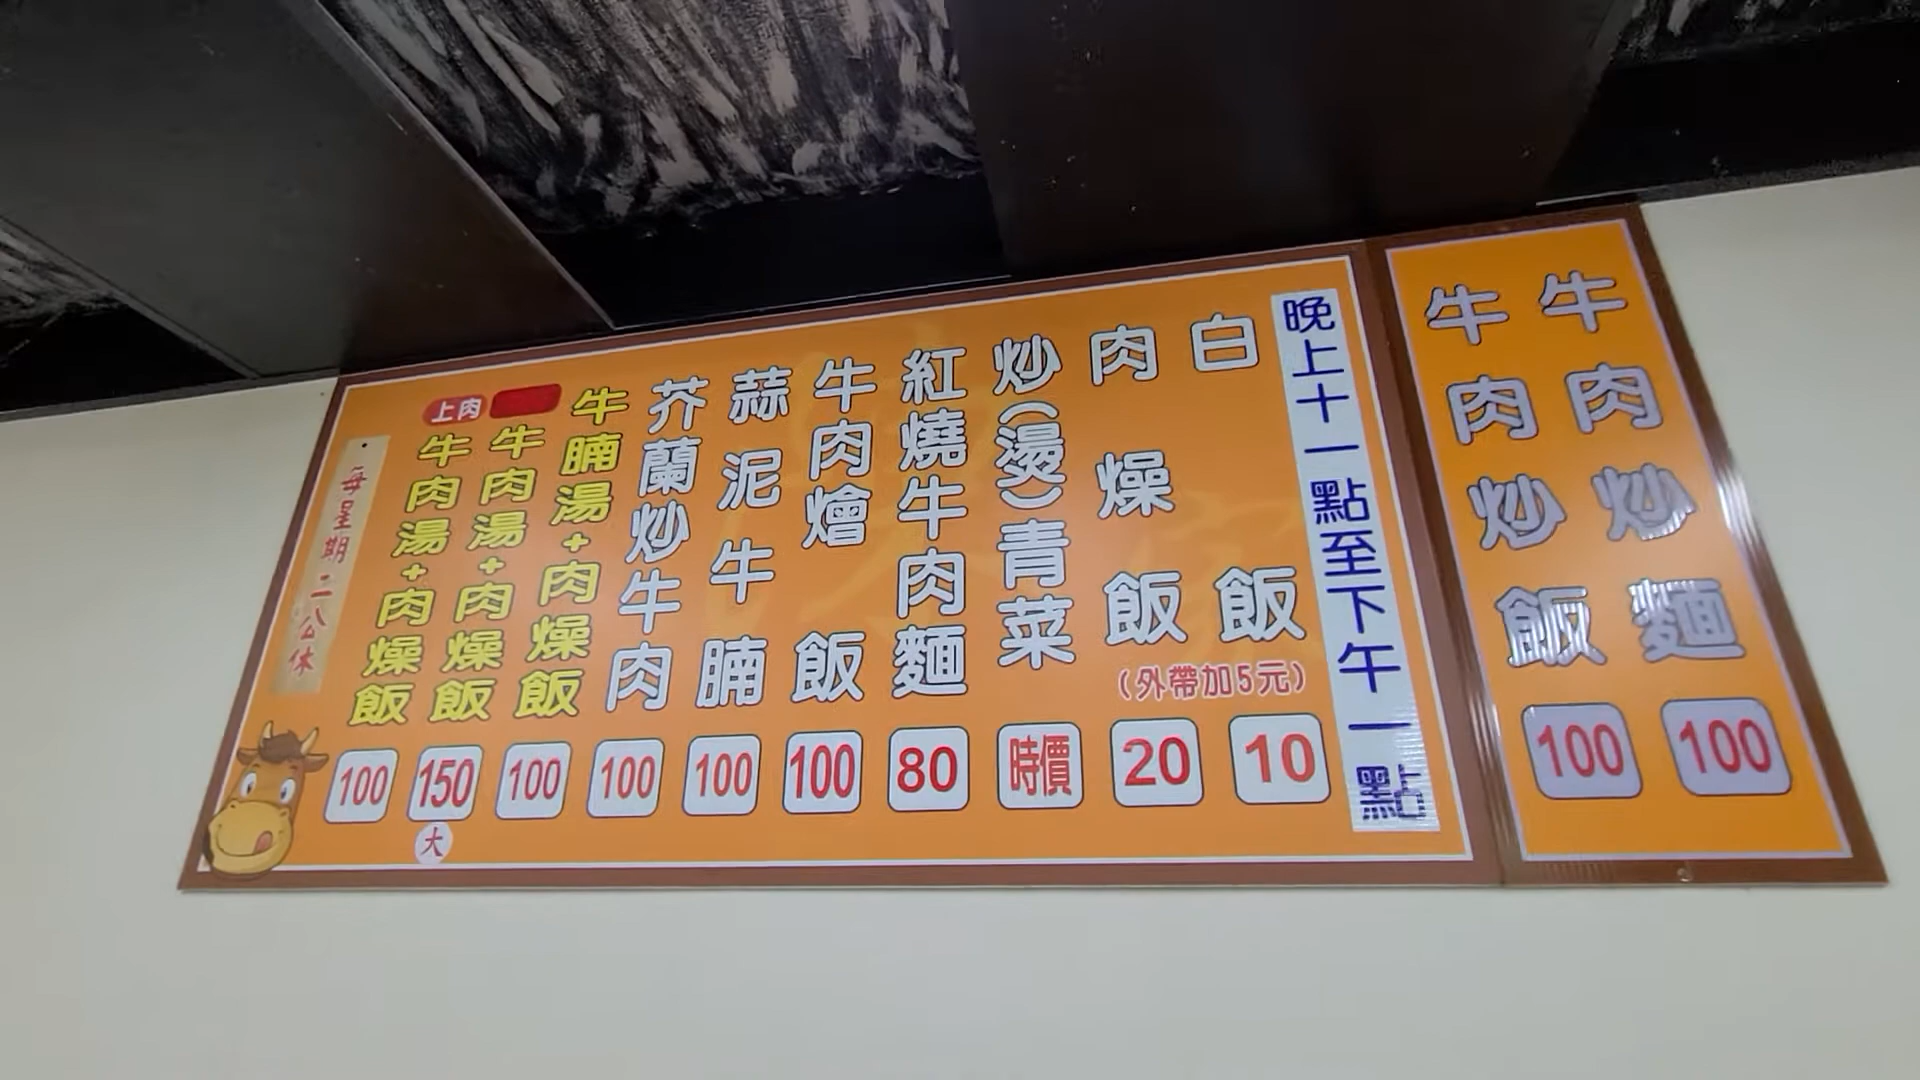 晚上十一點至下午一點
白飯
10
肉燥飯
20
(外帶加5元)
炒(燙)青菜
時價
紅燒牛肉麵
80
牛肉燴飯
100
蒜泥牛腩
100
芥蘭炒牛肉
100
牛腩湯+肉燥飯
100
牛肉湯+肉燥飯
150
大
上肉
牛肉湯+肉燥飯
100
每星期二公休
牛肉炒麵
100
牛肉炒飯
100